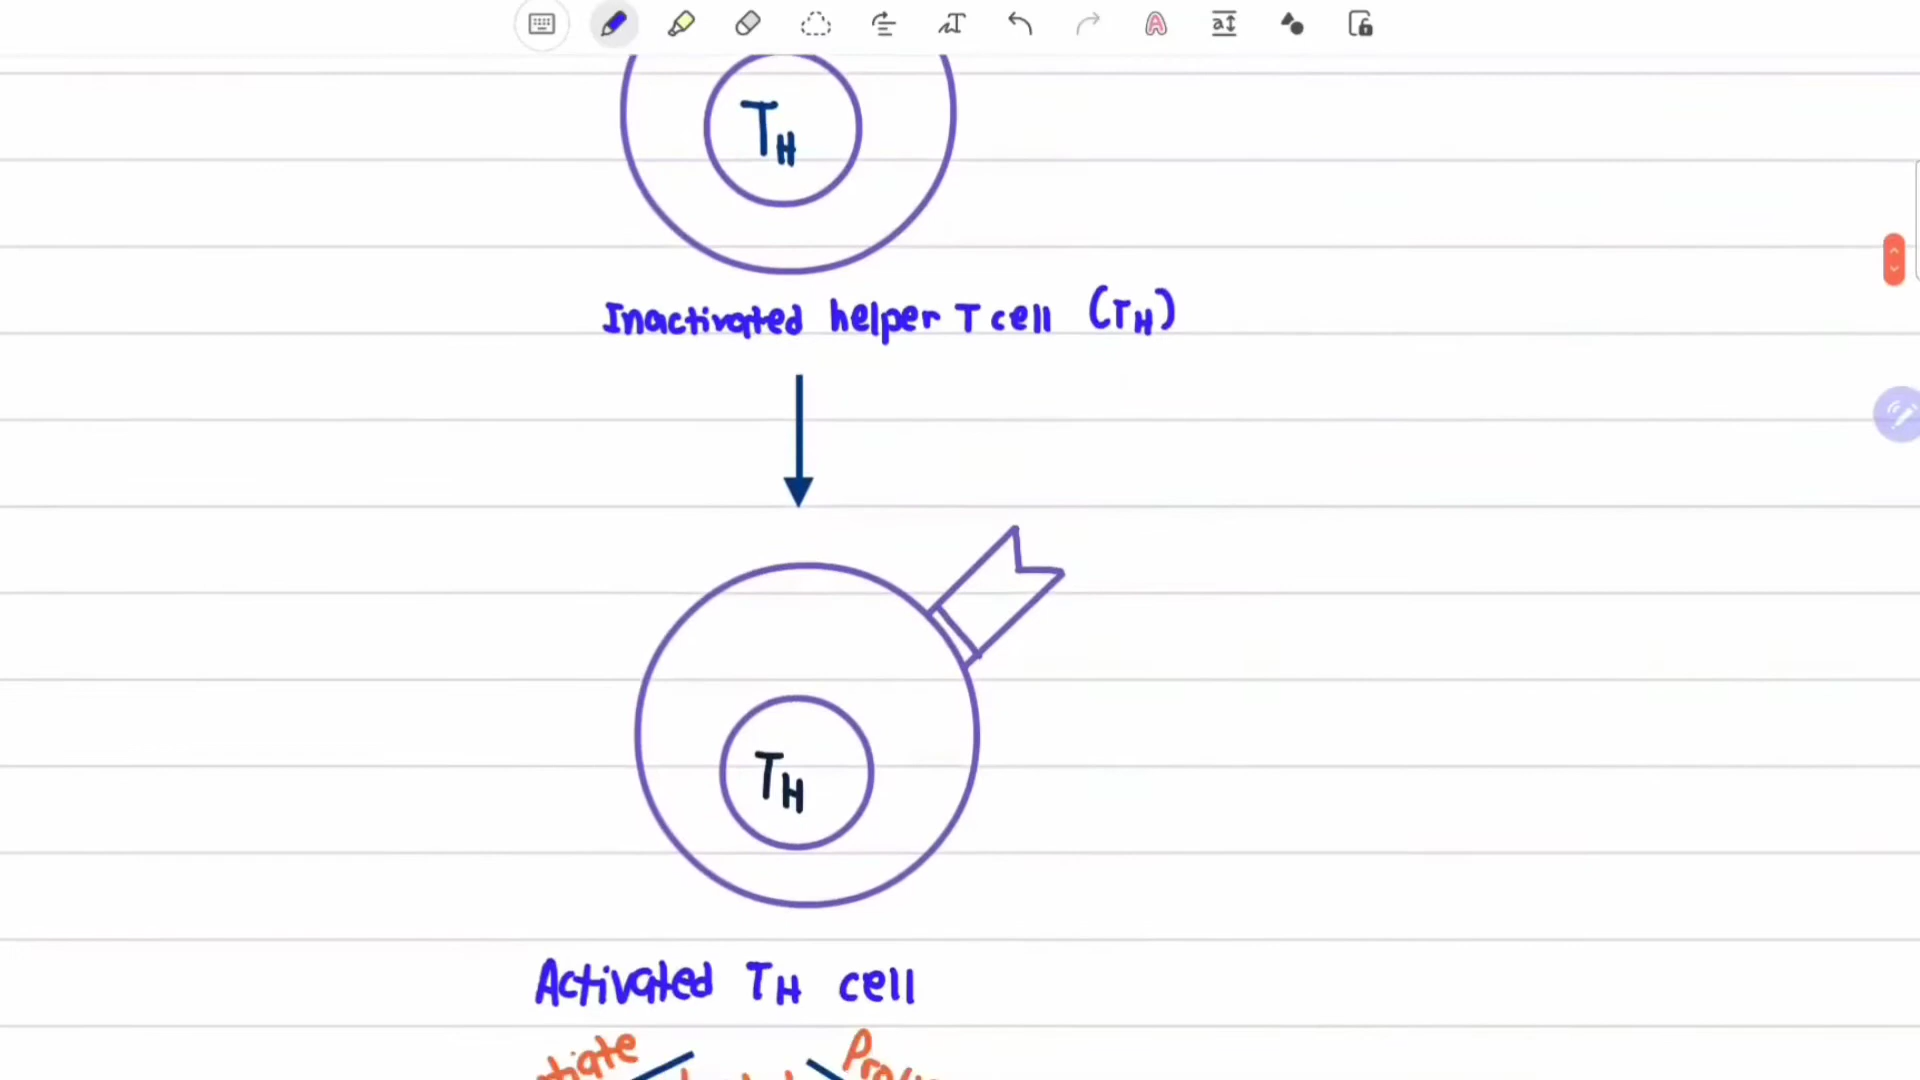 TH
Inactivated helper T cell (TH)
TH
Activated TH cell